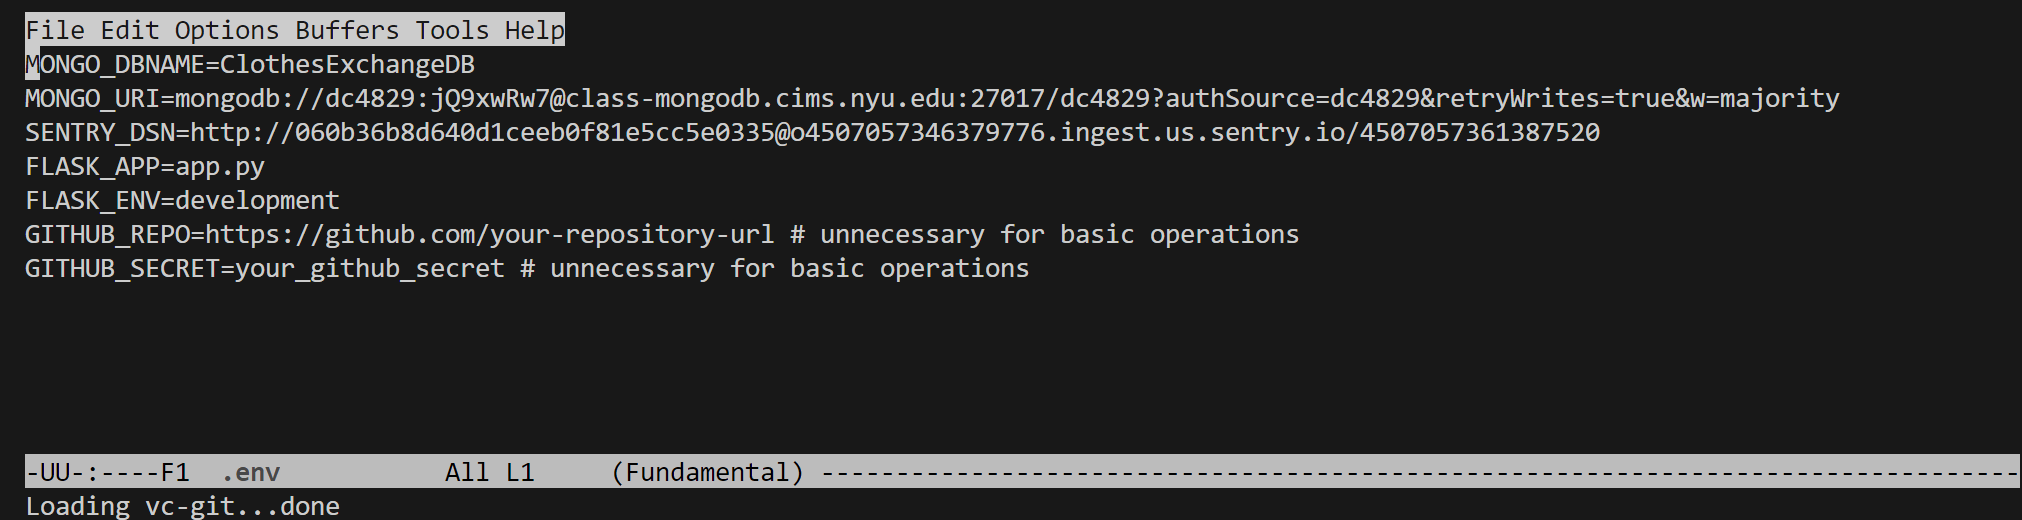 File Edit Options Buffers Tools Help
MONGO_DBNAME=ClothesExchangeDB
MONGO_URI=mongodb://dc4829:jQ9xwRw7@class-mongodb.cims.nyu.edu:27017/dc4829?authSource=dc4829&retryWrites=true&w=majority
SENTRY_DSN=http://060b36b8d640d1ceeb0f81e5cc5e0335@o4507057346379776.ingest.us.sentry.io/4507057361387520
FLASK_APP=app.py
FLASK_ENV=development
GITHUB_REPO=https://github.com/your-repository-url # unnecessary for basic operations
GITHUB_SECRET=your_github_secret # unnecessary for basic operations
-UU-:----F1  .env           All L1     (Fundamental) --------------------------------------------------------------------------------
Loading vc-git...done